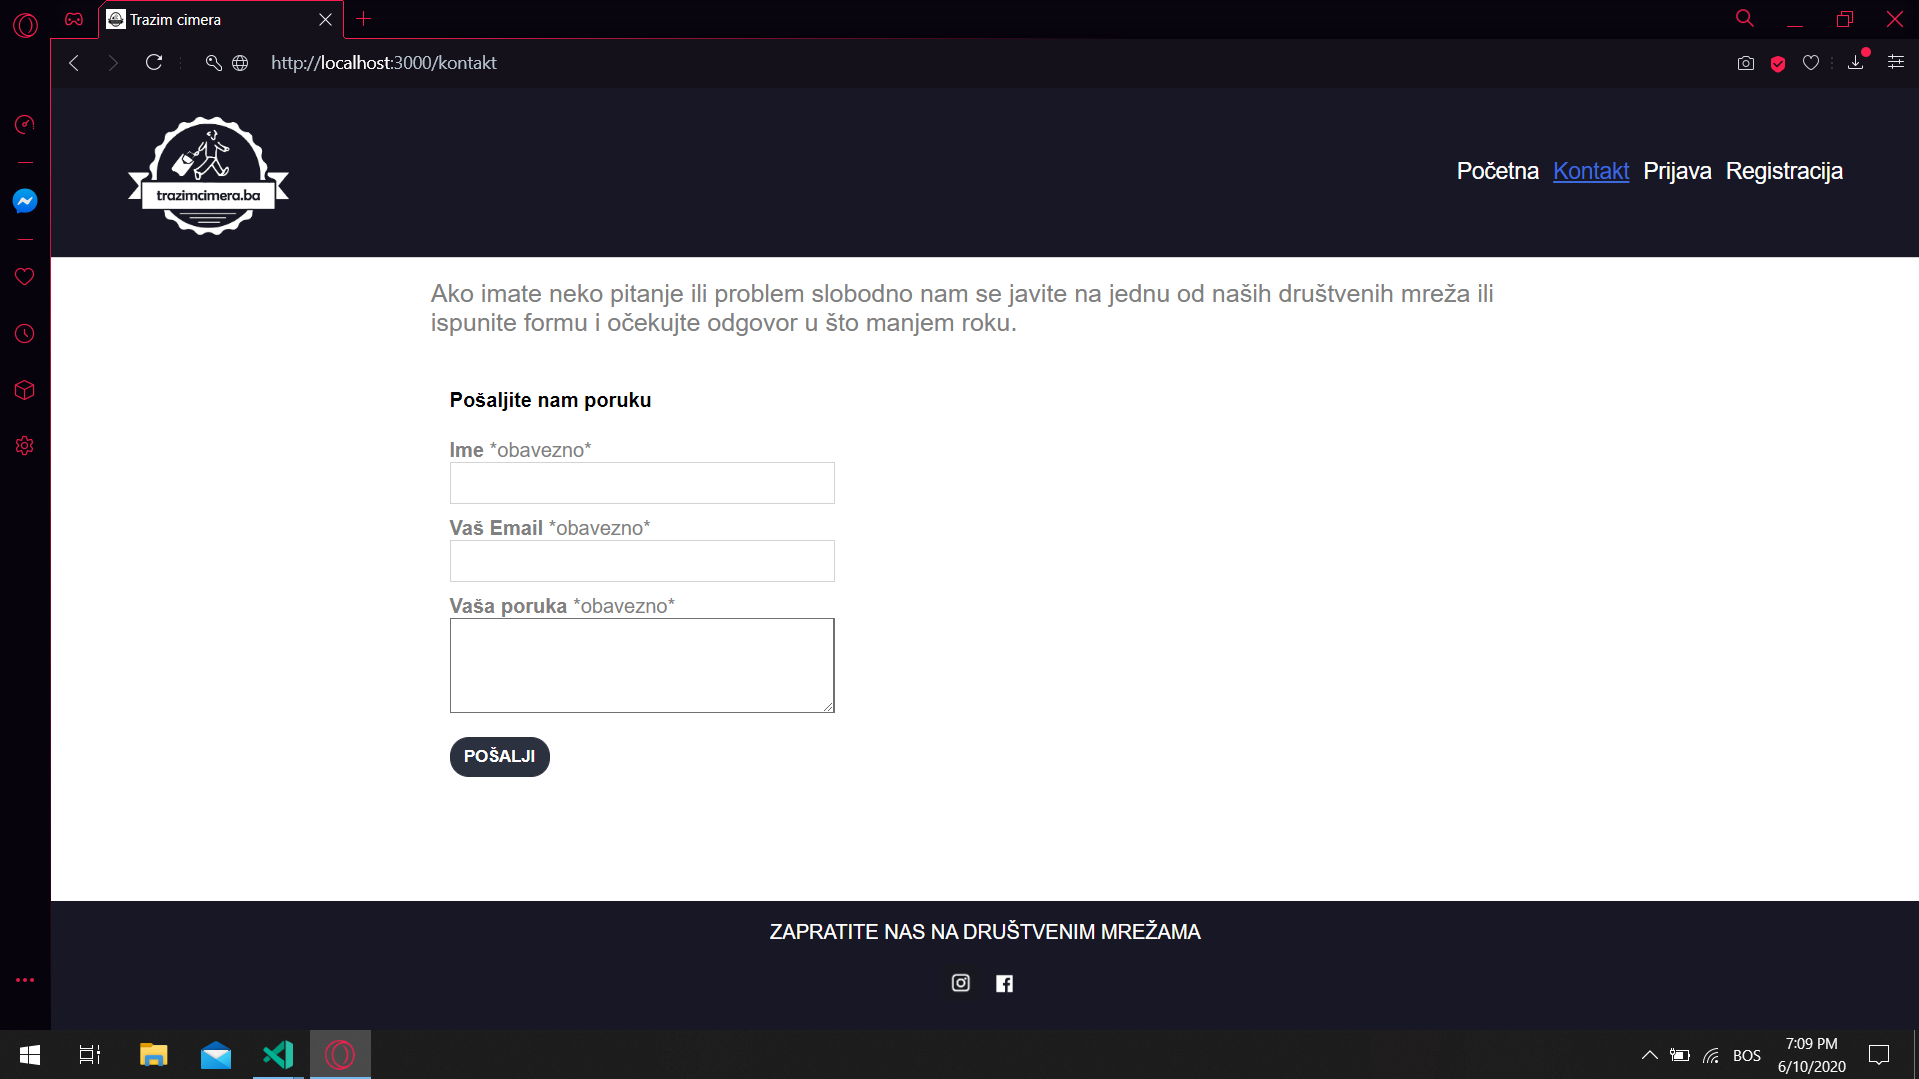 Trazim cimera
http://localhost:3000/kontakt
trazimcimera.ba
Početna Kontakt Prijava Registracija
Ako imate neko pitanje ili problem slobodno nam se javite na jednu od naših društvenih mreža ili
ispunite formu i očekujte odgovor u što manjem roku.
Pošaljite nam poruku
Ime *obavezno*
Vaš Email *obavezno*
Vaša poruka *obavezno*
POŠALJI
ZAPRATITE NAS NA DRUŠTVENIM MREŽAMA
BOS
7:09 PM
6/10/2020